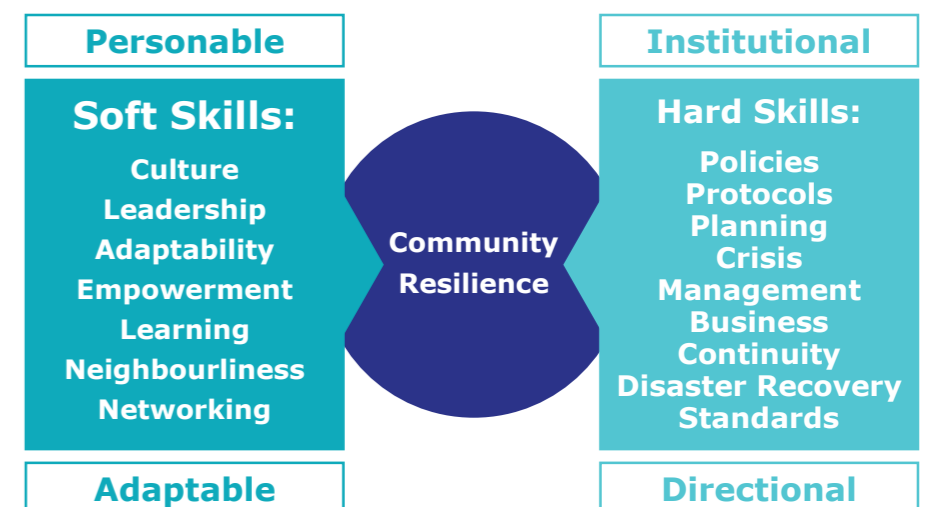 Personable
Soft Skills:
Culture
Leadership
Adaptability
Empowerment
Learning
Neighbourliness
Networking
Adaptable
Community
Resilience
Institutional
Hard Skills:
Policies
Protocols
Planning
Crisis
Management
Business
Continuity
Disaster Recovery
Standards
Directional